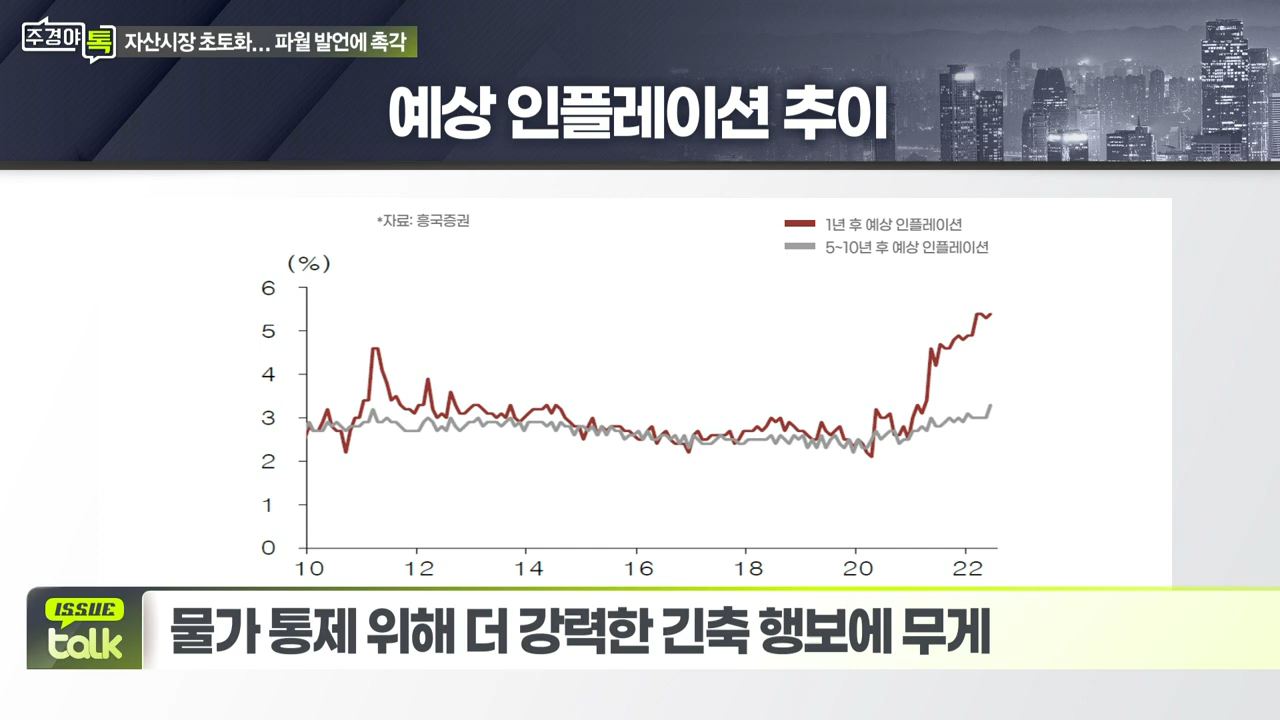 주경야톡
자산시장 초토화... 파월 발언에 촉각
예상 인플레이션 추이
*자료: 흥국증권
1년 후 예상 인플레이션
5~10년 후 예상 인플레이션
(%)
6
5
4
3
2
1
0
10 12 14 16 18 20 22
ISSUE
talk
물가 통제 위해 더 강력한 긴축 행보에 무게